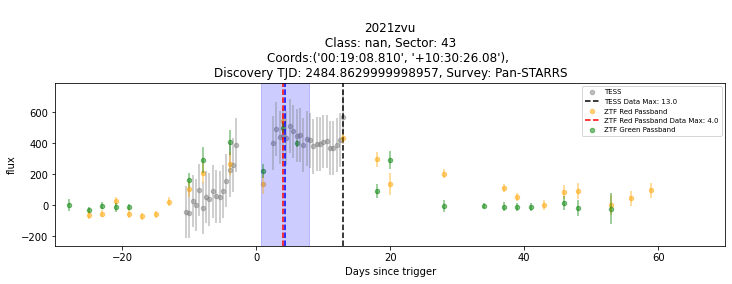 2021zvu
Class: nan, Sector: 43
Coords:('00:19:08.810', '+10:30:26.08'),
Discovery TJD: 2484.8629999998957, Survey: Pan-STARRS
TESS
TESS Data Max: 13.0
ZTF Red Passband
ZTF Red Passband Data Max: 4.0
ZTF Green Passband
flux
600
400
200
0
−200
−20
0
20
40
60
Days since trigger